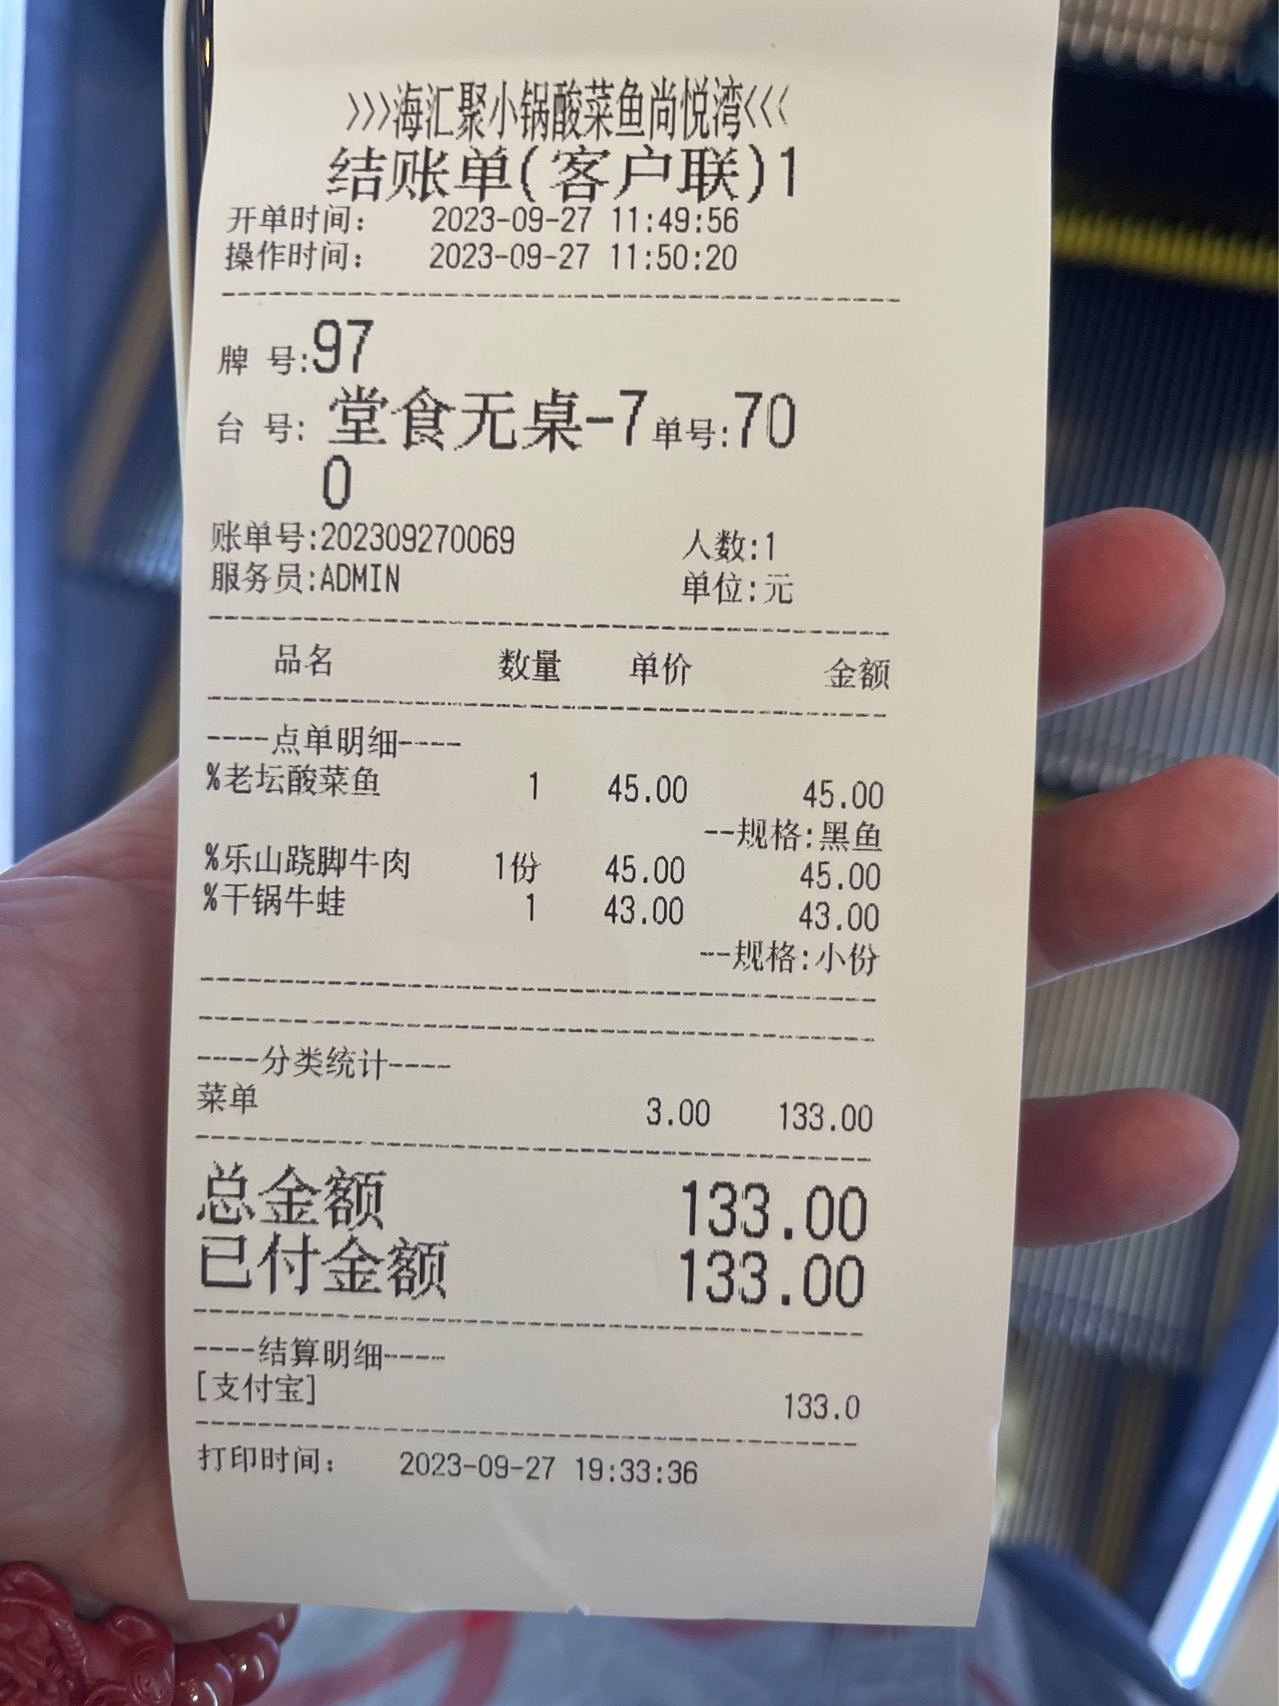 >>>海汇聚小锅酸菜鱼尚悦湾<<<
结账单(客户联)1
开单时间： 2023-09-27 11:49:56
操作时间： 2023-09-27 11:50:20
牌 号:97
台 号: 堂食无桌-7 单号:70
0
账单号:202309270069 人数:1
服务员:ADMIN 单位:元
品名 数量 单价 金额
----点单明细----
%老坛酸菜鱼 1 45.00 45.00
--规格:黑鱼
%乐山跷脚牛肉 1份 45.00 45.00
%干锅牛蛙 1 43.00 43.00
--规格:小份
----分类统计----
菜单 3.00 133.00
总金额 133.00
已付金额 133.00
----结算明细----
[支付宝] 133.0
打印时间： 2023-09-27 19:33:36